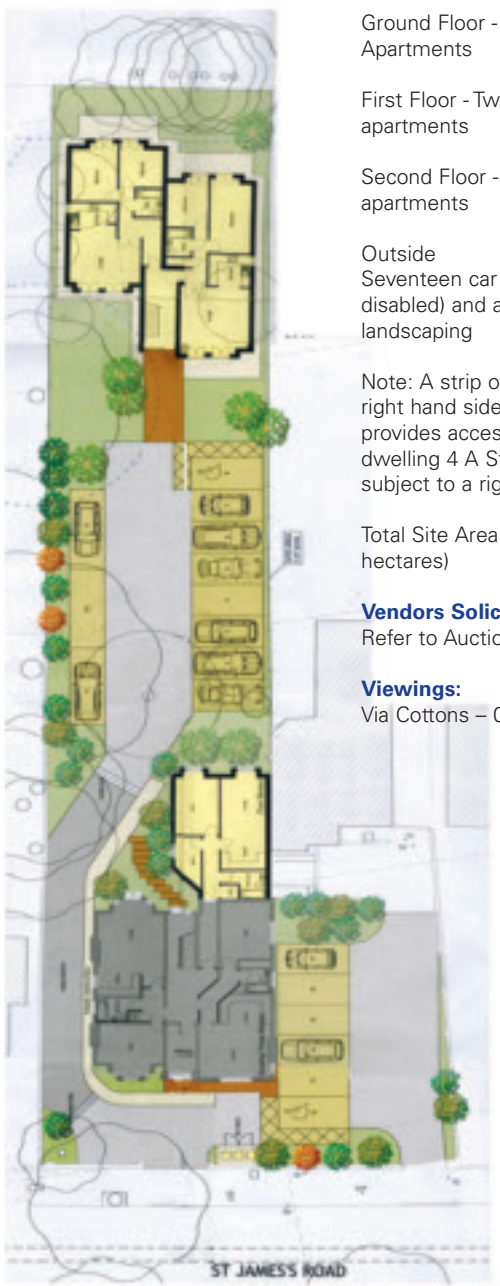 Ground Floor -
Apartments
First Floor - Tw
apartments
Second Floor -
apartments
Outside
Seventeen car
disabled) and a
landscaping
Note: A strip o
right hand side
provides acces
dwelling 4 A St
subject to a rig
Total Site Area
hectares)
Vendors Solic
Refer to Auctio
Viewings:
Via Cottons – 0
ST JAMES'S ROAD